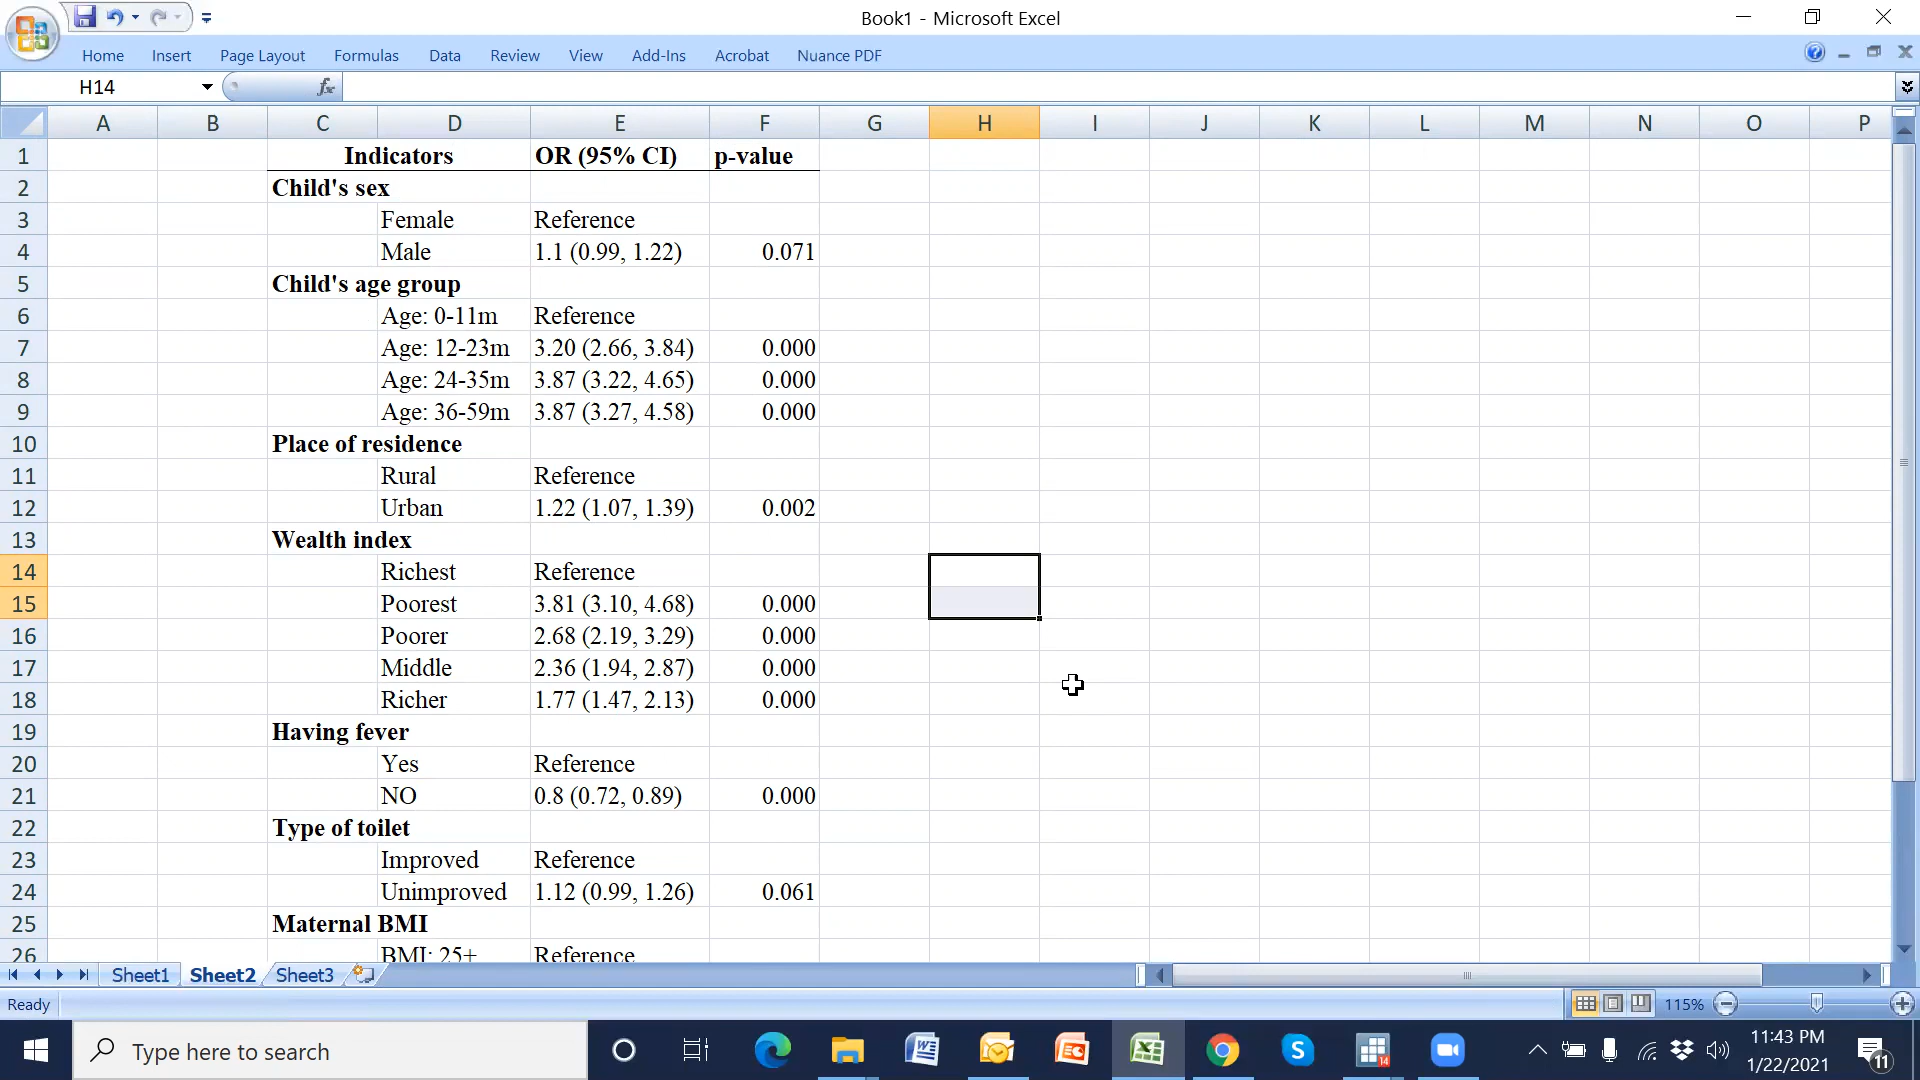 Book1 - Microsoft Excel
Home Insert Page Layout Formulas Data Review View Add-Ins Acrobat Nuance PDF
H14 fx
A B C D E F G H I J K L M N O P
1 Indicators OR (95% CI) p-value
2 Child's sex
3 Female Reference
4 Male 1.1 (0.99, 1.22) 0.071
5 Child's age group
6 Age: 0-11m Reference
7 Age: 12-23m 3.20 (2.66, 3.84) 0.000
8 Age: 24-35m 3.87 (3.22, 4.65) 0.000
9 Age: 36-59m 3.87 (3.27, 4.58) 0.000
10 Place of residence
11 Rural Reference
12 Urban 1.22 (1.07, 1.39) 0.002
13 Wealth index
14 Richest Reference
15 Poorest 3.81 (3.10, 4.68) 0.000
16 Poorer 2.68 (2.19, 3.29) 0.000
17 Middle 2.36 (1.94, 2.87) 0.000
18 Richer 1.77 (1.47, 2.13) 0.000
19 Having fever
20 Yes Reference
21 NO 0.8 (0.72, 0.89) 0.000
22 Type of toilet
23 Improved Reference
24 Unimproved 1.12 (0.99, 1.26) 0.061
25 Maternal BMI
26 BMI: 25+ Reference
Sheet1 Sheet2 Sheet3
Ready 115%
Type here to search
11:43 PM
1/22/2021
14
11